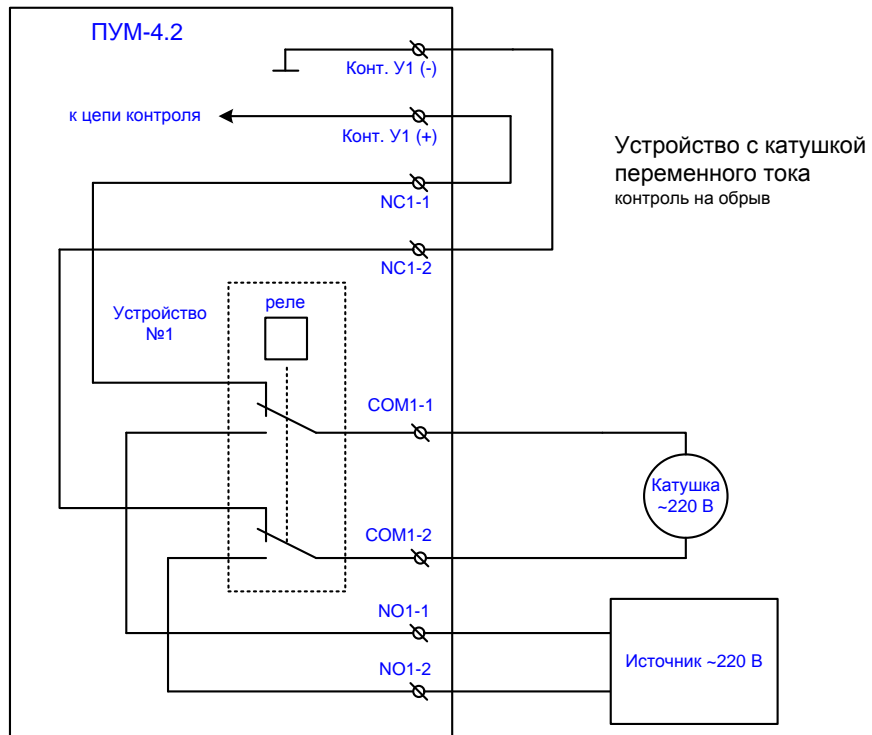 ПУМ-4.2
Конт. У1 (-)
к цепи контроля
Конт. У1 (+)
Устройство с катушкой
переменного тока
контроль на обрыв
NC1-1
NC1-2
Устройство
№1
реле
COM1-1
Катушка
~220 В
COM1-2
NO1-1
Источник ~220 В
NO1-2